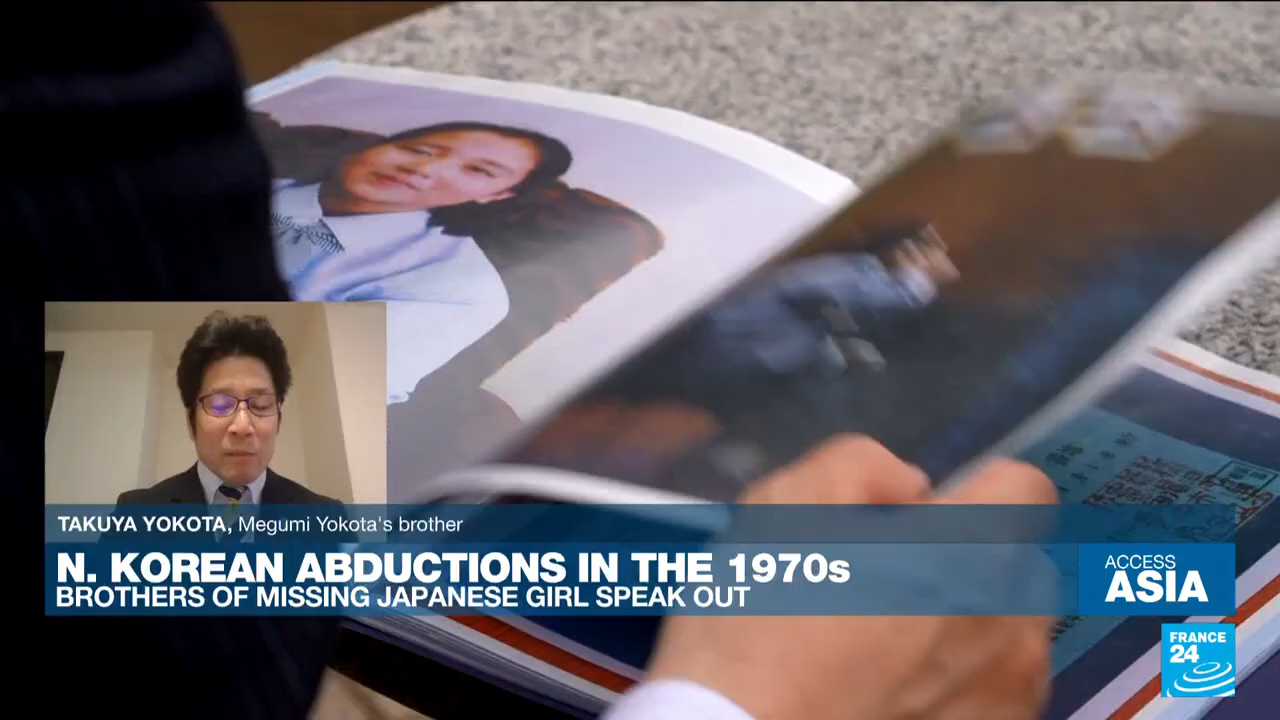 TAKUYA YOKOTA, Megumi Yokota's brother
N. KOREAN ABDUCTIONS IN THE 1970s
BROTHERS OF MISSING JAPANESE GIRL SPEAK OUT
ACCESS
ASIA
FRANCE
24